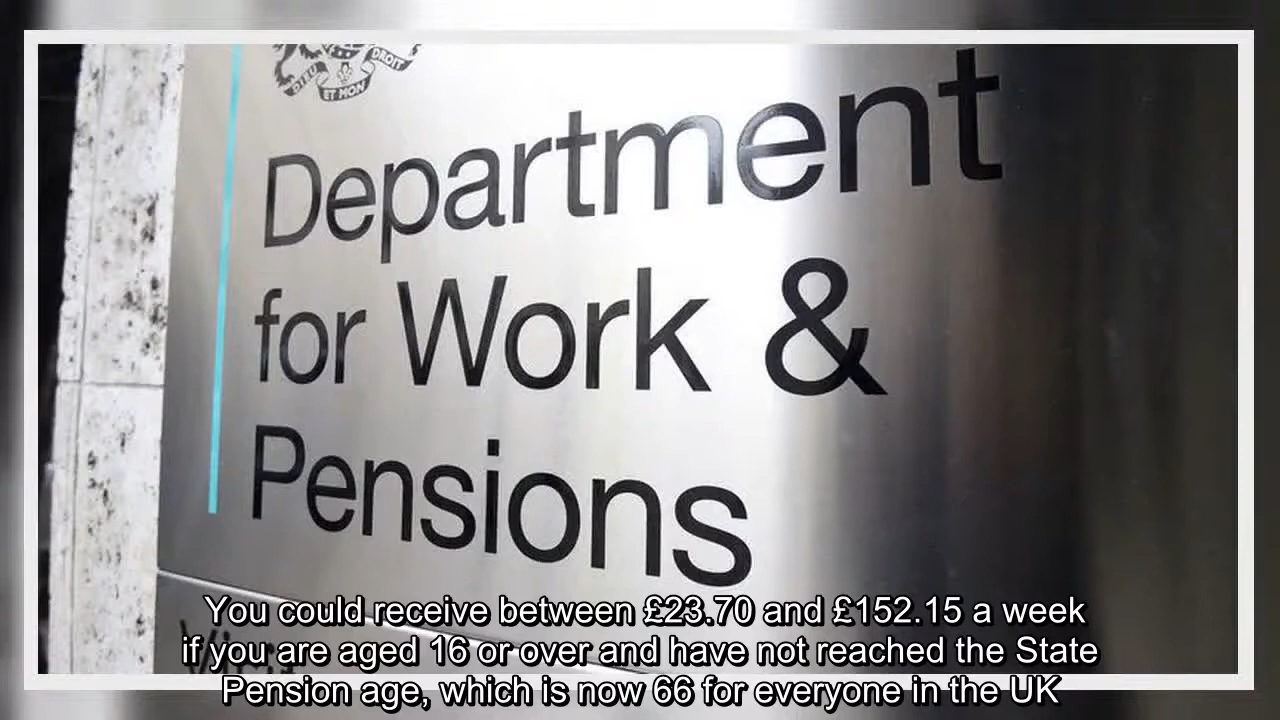 DIEU ET MON DROIT
Department
for Work &
Pensions
You could receive between £23.70 and £152.15 a week
if you are aged 16 or over and have not reached the State
Pension age, which is now 66 for everyone in the UK